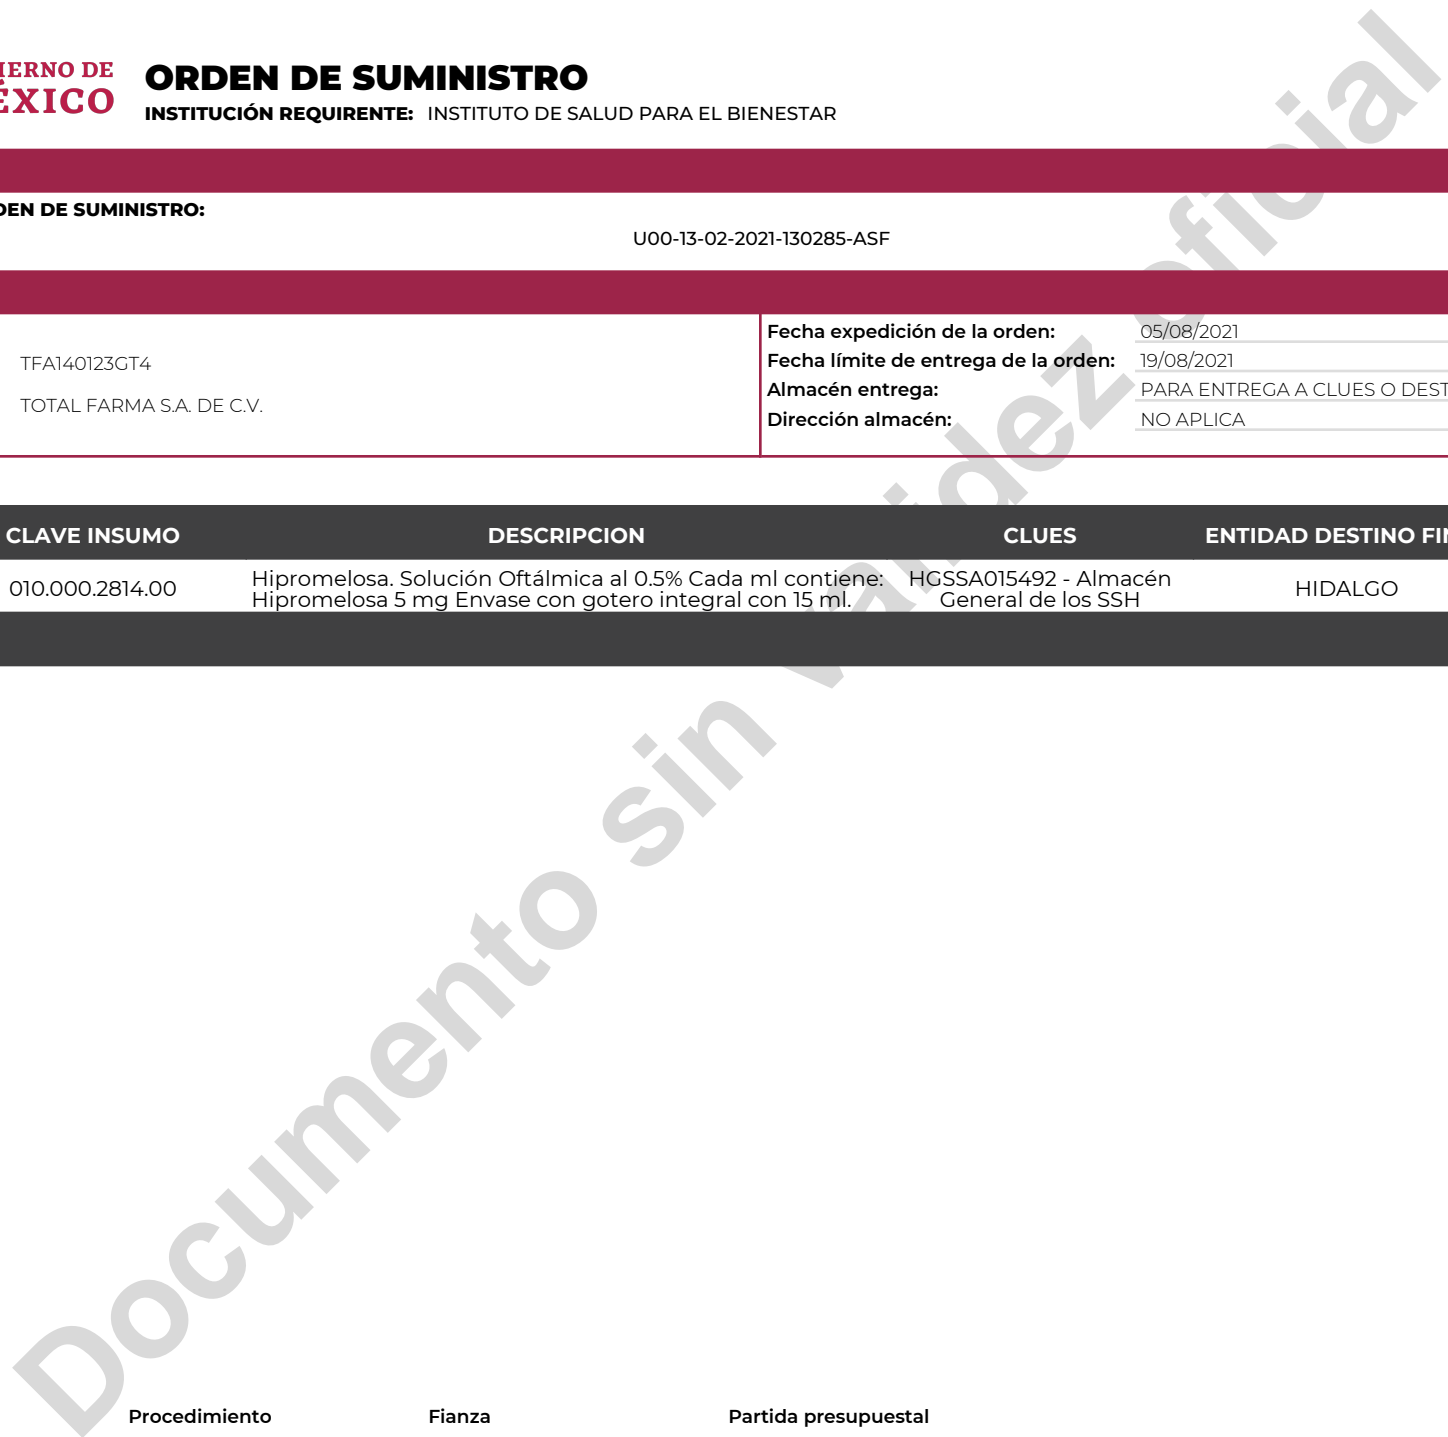 IERNO DE
ÉXICO
ORDEN DE SUMINISTRO
INSTITUCIÓN REQUIRENTE: INSTITUTO DE SALUD PARA EL BIENESTAR
DEN DE SUMINISTRO:
U00-13-02-2021-130285-ASF
TFA140123GT4
TOTAL FARMA S.A. DE C.V.
Fecha expedición de la orden: 05/08/2021
Fecha límite de entrega de la orden: 19/08/2021
Almacén entrega: PARA ENTREGA A CLUES O DEST
Dirección almacén: NO APLICA
CLAVE INSUMO DESCRIPCION CLUES ENTIDAD DESTINO FIN
010.000.2814.00
Hipromelosa. Solución Oftálmica al 0.5% Cada ml contiene:
Hipromelosa 5 mg Envase con gotero integral con 15 ml.
HGSSA015492 - Almacén
General de los SSH
HIDALGO
Documento sin validez oficial
Procedimiento Fianza Partida presupuestal